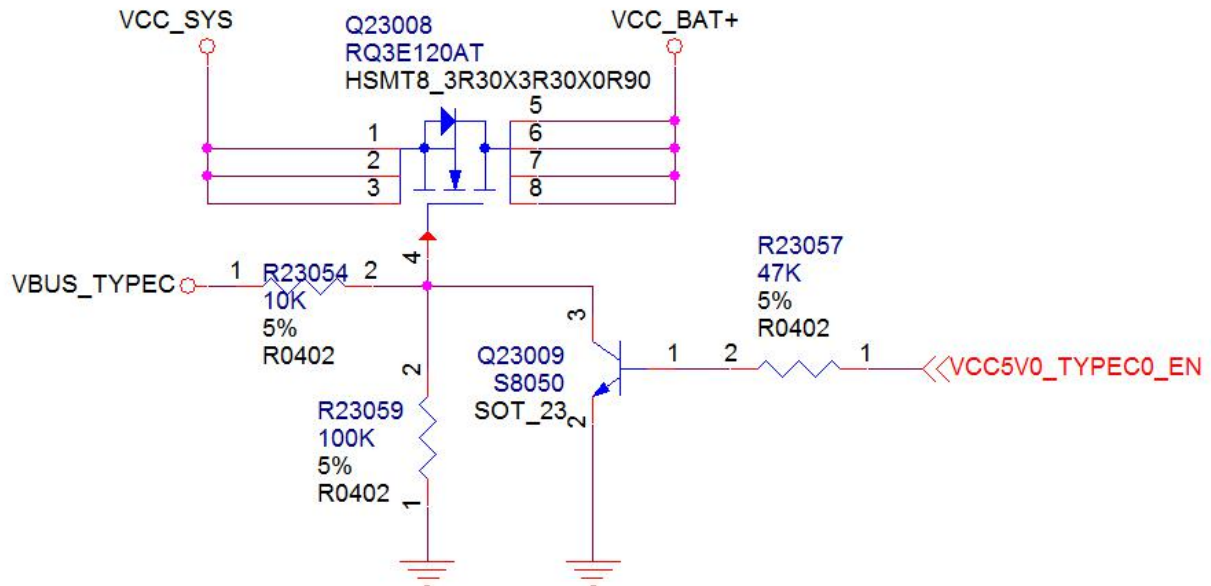 VCC_SYS
Q23008
RQ3E120AT
HSMT8_3R30X3R30X0R90
VCC_BAT+
1
2
3
5
6
7
8
4
VBUS_TYPEC
1
R23054
2
10K
5%
R0402
R23057
47K
5%
R0402
3
Q23009
S8050
SOT_23
1
2
2
1
VCC5V0_TYPEC0_EN
2
R23059
100K
5%
R0402
1